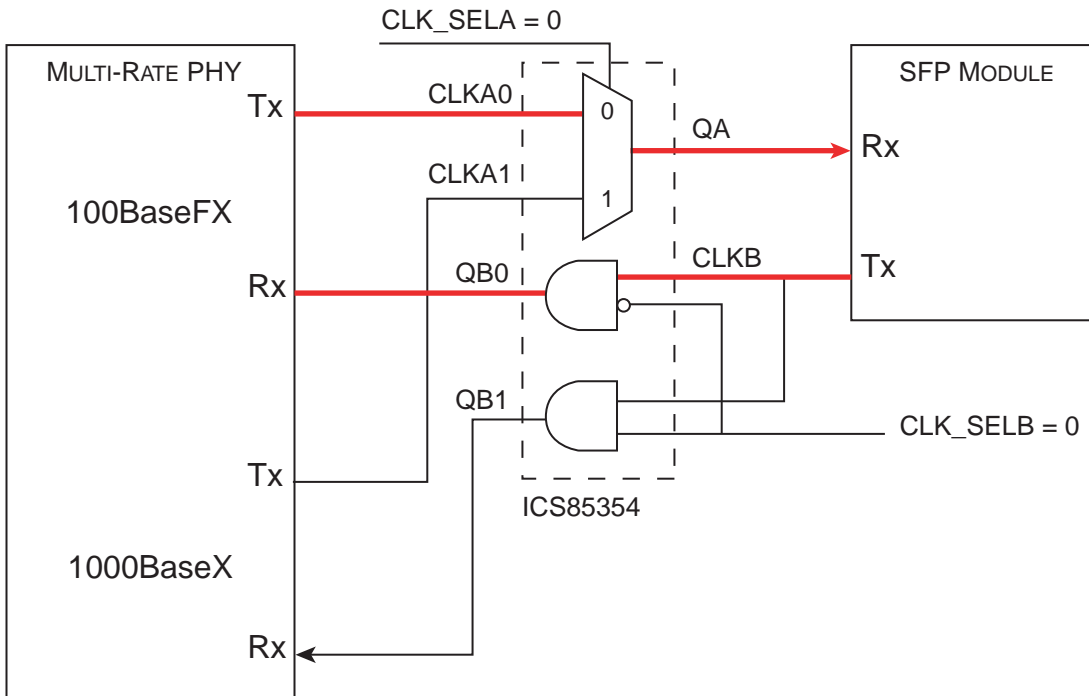 CLK_SELA = 0
MULTI-RATE PHY
SFP MODULE
Tx
CLKA0
0
QA
Rx
CLKA1
1
100BaseFX
Rx
QB0
CLKB
Tx
QB1
CLK_SELB = 0
Tx
ICS85354
1000BaseX
Rx